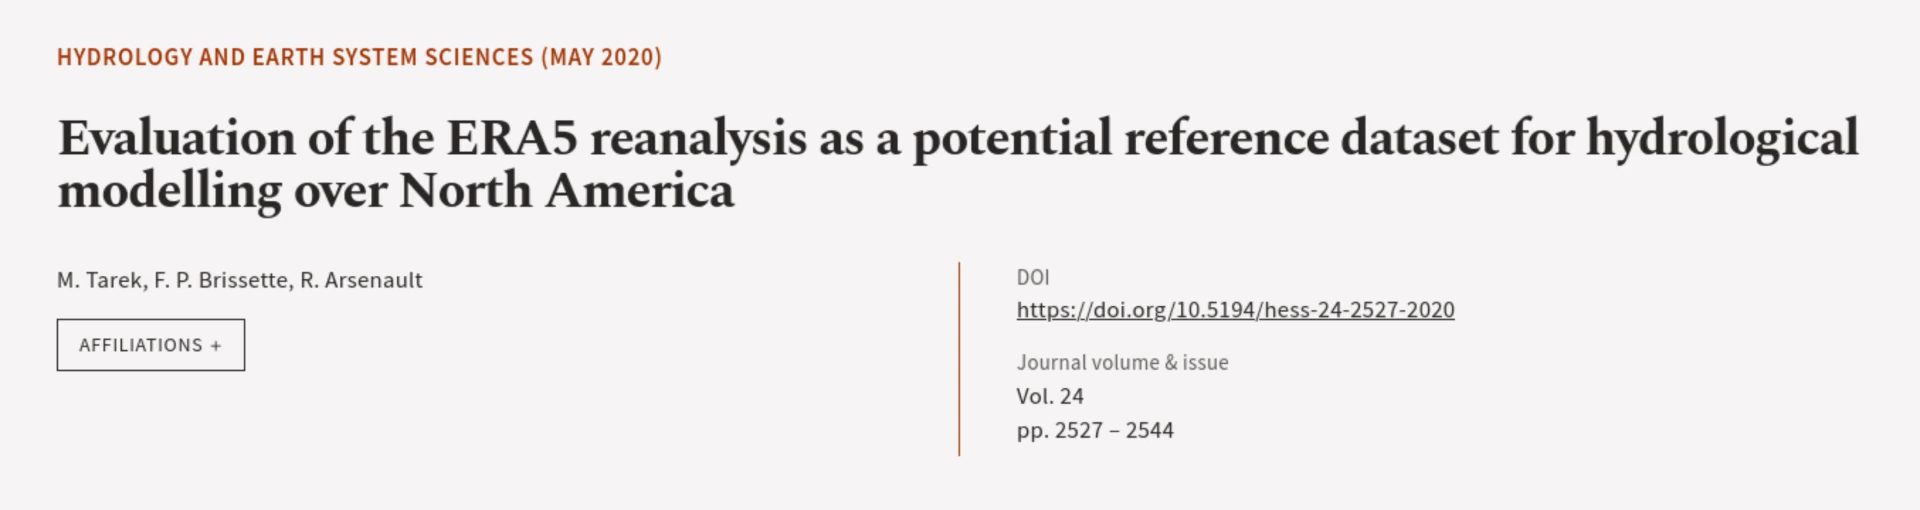 HYDROLOGY AND EARTH SYSTEM SCIENCES (MAY 2020)
Evaluation of the ERA5 reanalysis as a potential reference dataset for hydrological
modelling over North America
M. Tarek, F. P. Brissette, R. Arsenault
AFFILIATIONS +
DOI
https://doi.org/10.5194/hess-24-2527-2020
Journal volume & issue
Vol. 24
pp. 2527 – 2544